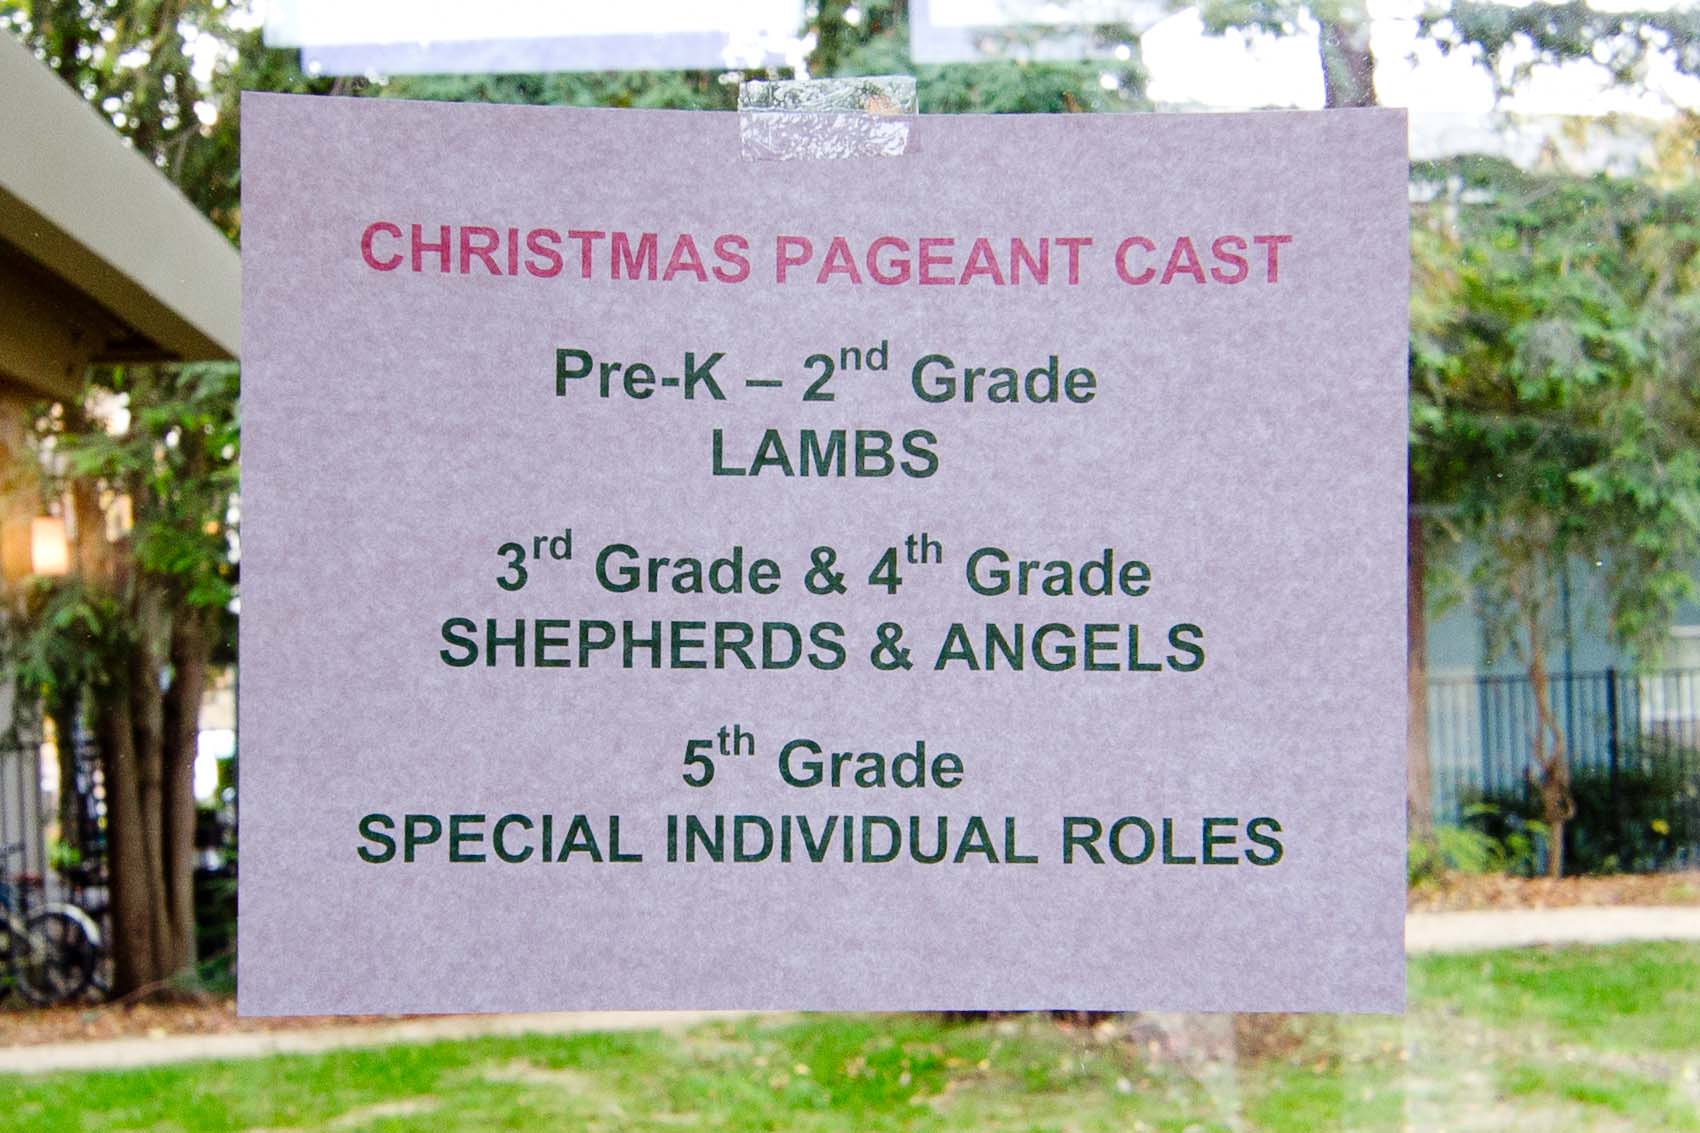 CHRISTMAS PAGEANT CAST
Pre-K – 2nd Grade
LAMBS
3rd Grade & 4th Grade
SHEPHERDS & ANGELS
5th Grade
SPECIAL INDIVIDUAL ROLES